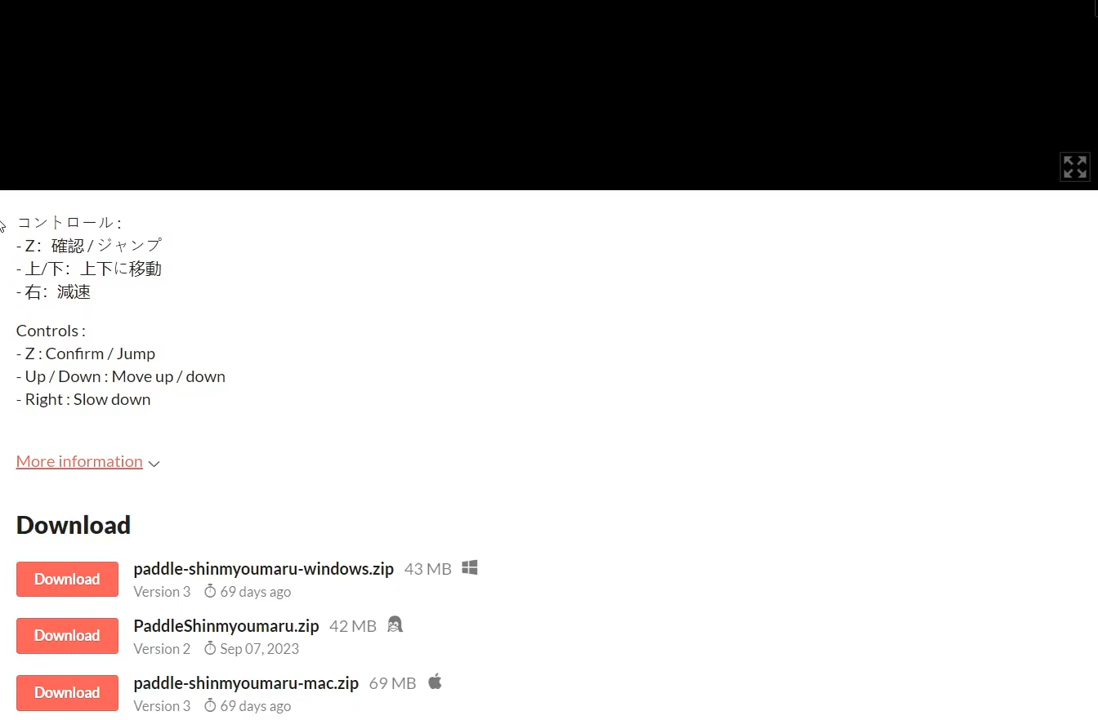 コントロール :
- Z：確認 / ジャンプ
- 上/下：上下に移動
- 右：減速
Controls :
- Z : Confirm / Jump
- Up / Down : Move up / down
- Right : Slow down
More information
Download
Download paddle-shinmyoumaru-windows.zip 43 MB
Version 3 69 days ago
Download PaddleShinmyoumaru.zip 42 MB
Version 2 Sep 07, 2023
Download paddle-shinmyoumaru-mac.zip 69 MB
Version 3 69 days ago